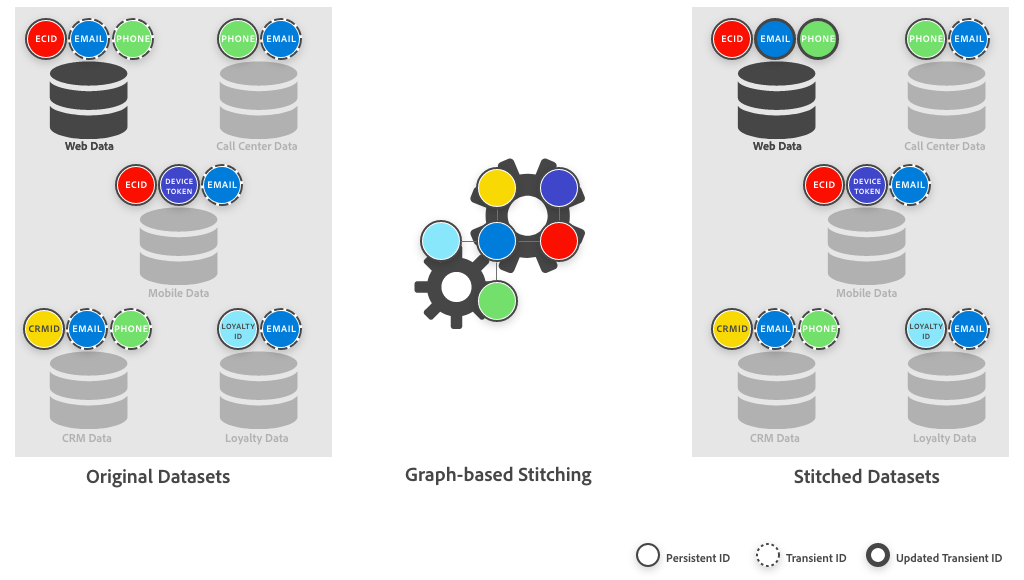 ECID EMAIL PHONE
PHONE EMAIL
Web Data
Call Center Data
ECID DEVICE TOKEN EMAIL
Mobile Data
CRMID EMAIL PHONE
LOYALTY ID EMAIL
CRM Data
Loyalty Data
Original Datasets
Graph-based Stitching
ECID EMAIL PHONE
PHONE EMAIL
Web Data
Call Center Data
ECID DEVICE TOKEN EMAIL
Mobile Data
CRMID EMAIL PHONE
LOYALTY ID EMAIL
CRM Data
Loyalty Data
Stitched Datasets
Persistent ID
Transient ID
Updated Transient ID